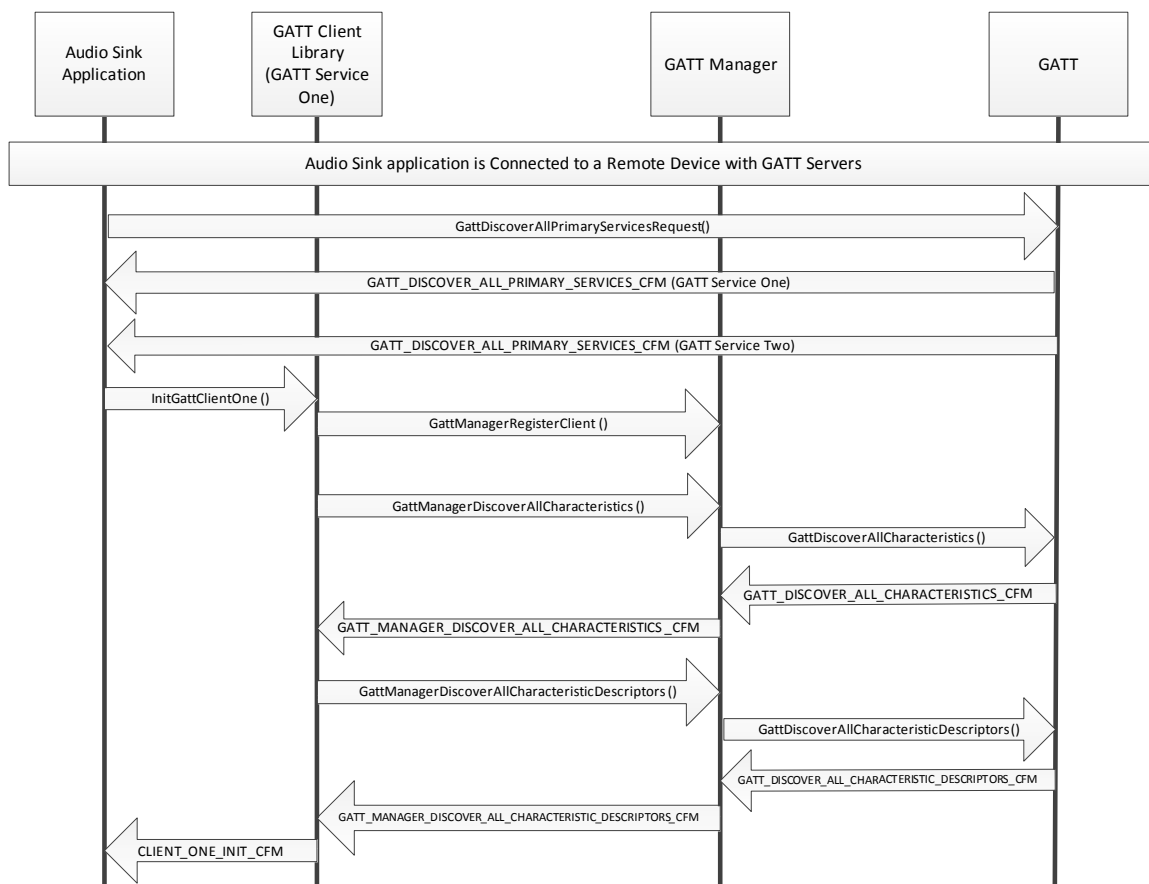 Audio Sink
Application
GATT Client
Library
(GATT Service
One)
GATT Manager
GATT
Audio Sink application is Connected to a Remote Device with GATT Servers
GattDiscoverAllPrimaryServicesRequest()
GATT_DISCOVER_ALL_PRIMARY_SERVICES_CFM (GATT Service One)
GATT_DISCOVER_ALL_PRIMARY_SERVICES_CFM (GATT Service Two)
InitGattClientOne ()
GattManagerRegisterClient ()
GattManagerDiscoverAllCharacteristics ()
GattDiscoverAllCharacteristics ()
GATT_DISCOVER_ALL_CHARACTERISTICS_CFM
GATT_MANAGER_DISCOVER_ALL_CHARACTERISTICS_CFM
GattManagerDiscoverAllCharacteristicDescriptors ()
GattDiscoverAllCharacteristicDescriptors ()
GATT_DISCOVER_ALL_CHARACTERISTIC_DESCRIPTORS_CFM
GATT_MANAGER_DISCOVER_ALL_CHARACTERISTIC_DESCRIPTORS_CFM
CLIENT_ONE_INIT_CFM